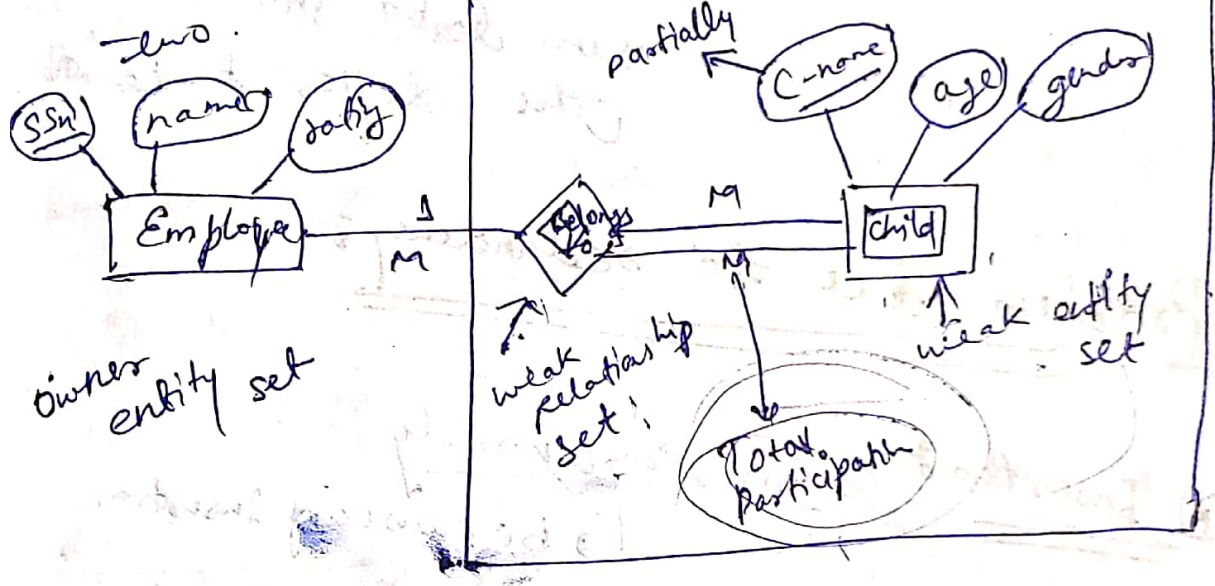 two.
SSN
name
salary
Employee
1
M
owner
entity set
partially
C-name
age
gender
Belongs
to
M
M
child
weak
relationship
set
weak entity
set
Total
participation